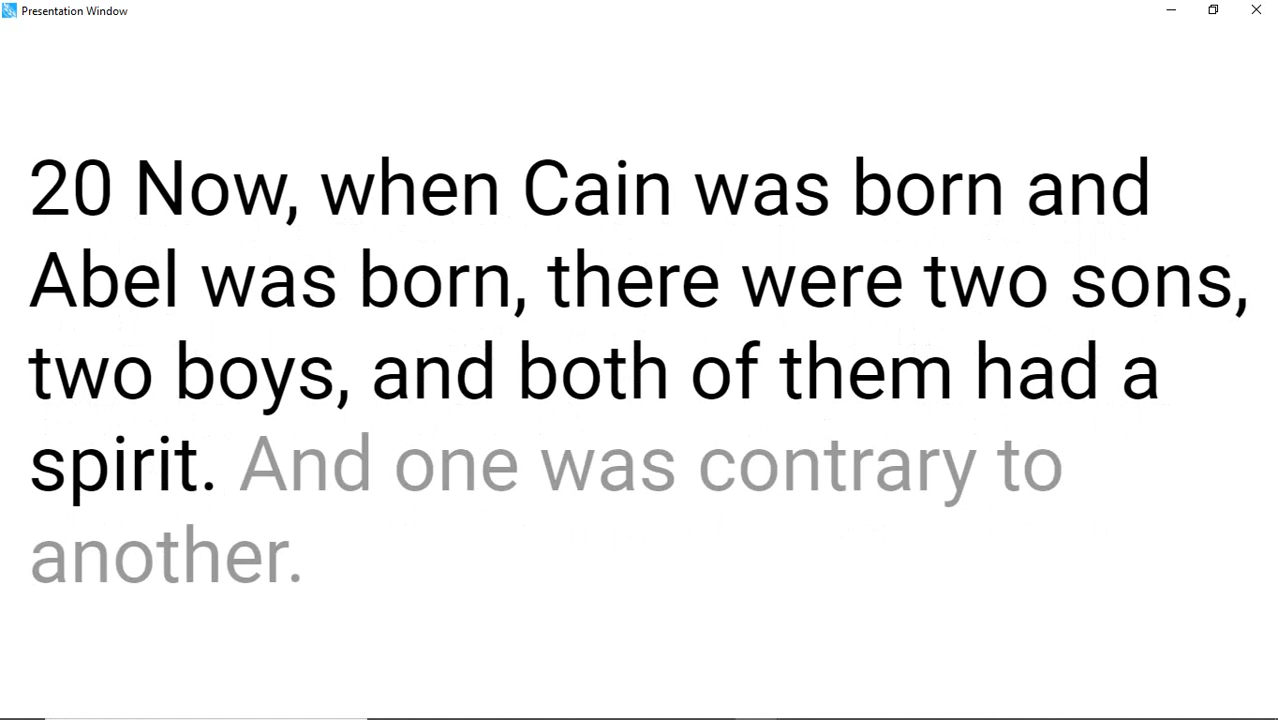 Presentation Window
20 Now, when Cain was born and
Abel was born, there were two sons,
two boys, and both of them had a
spirit. And one was contrary to
another.